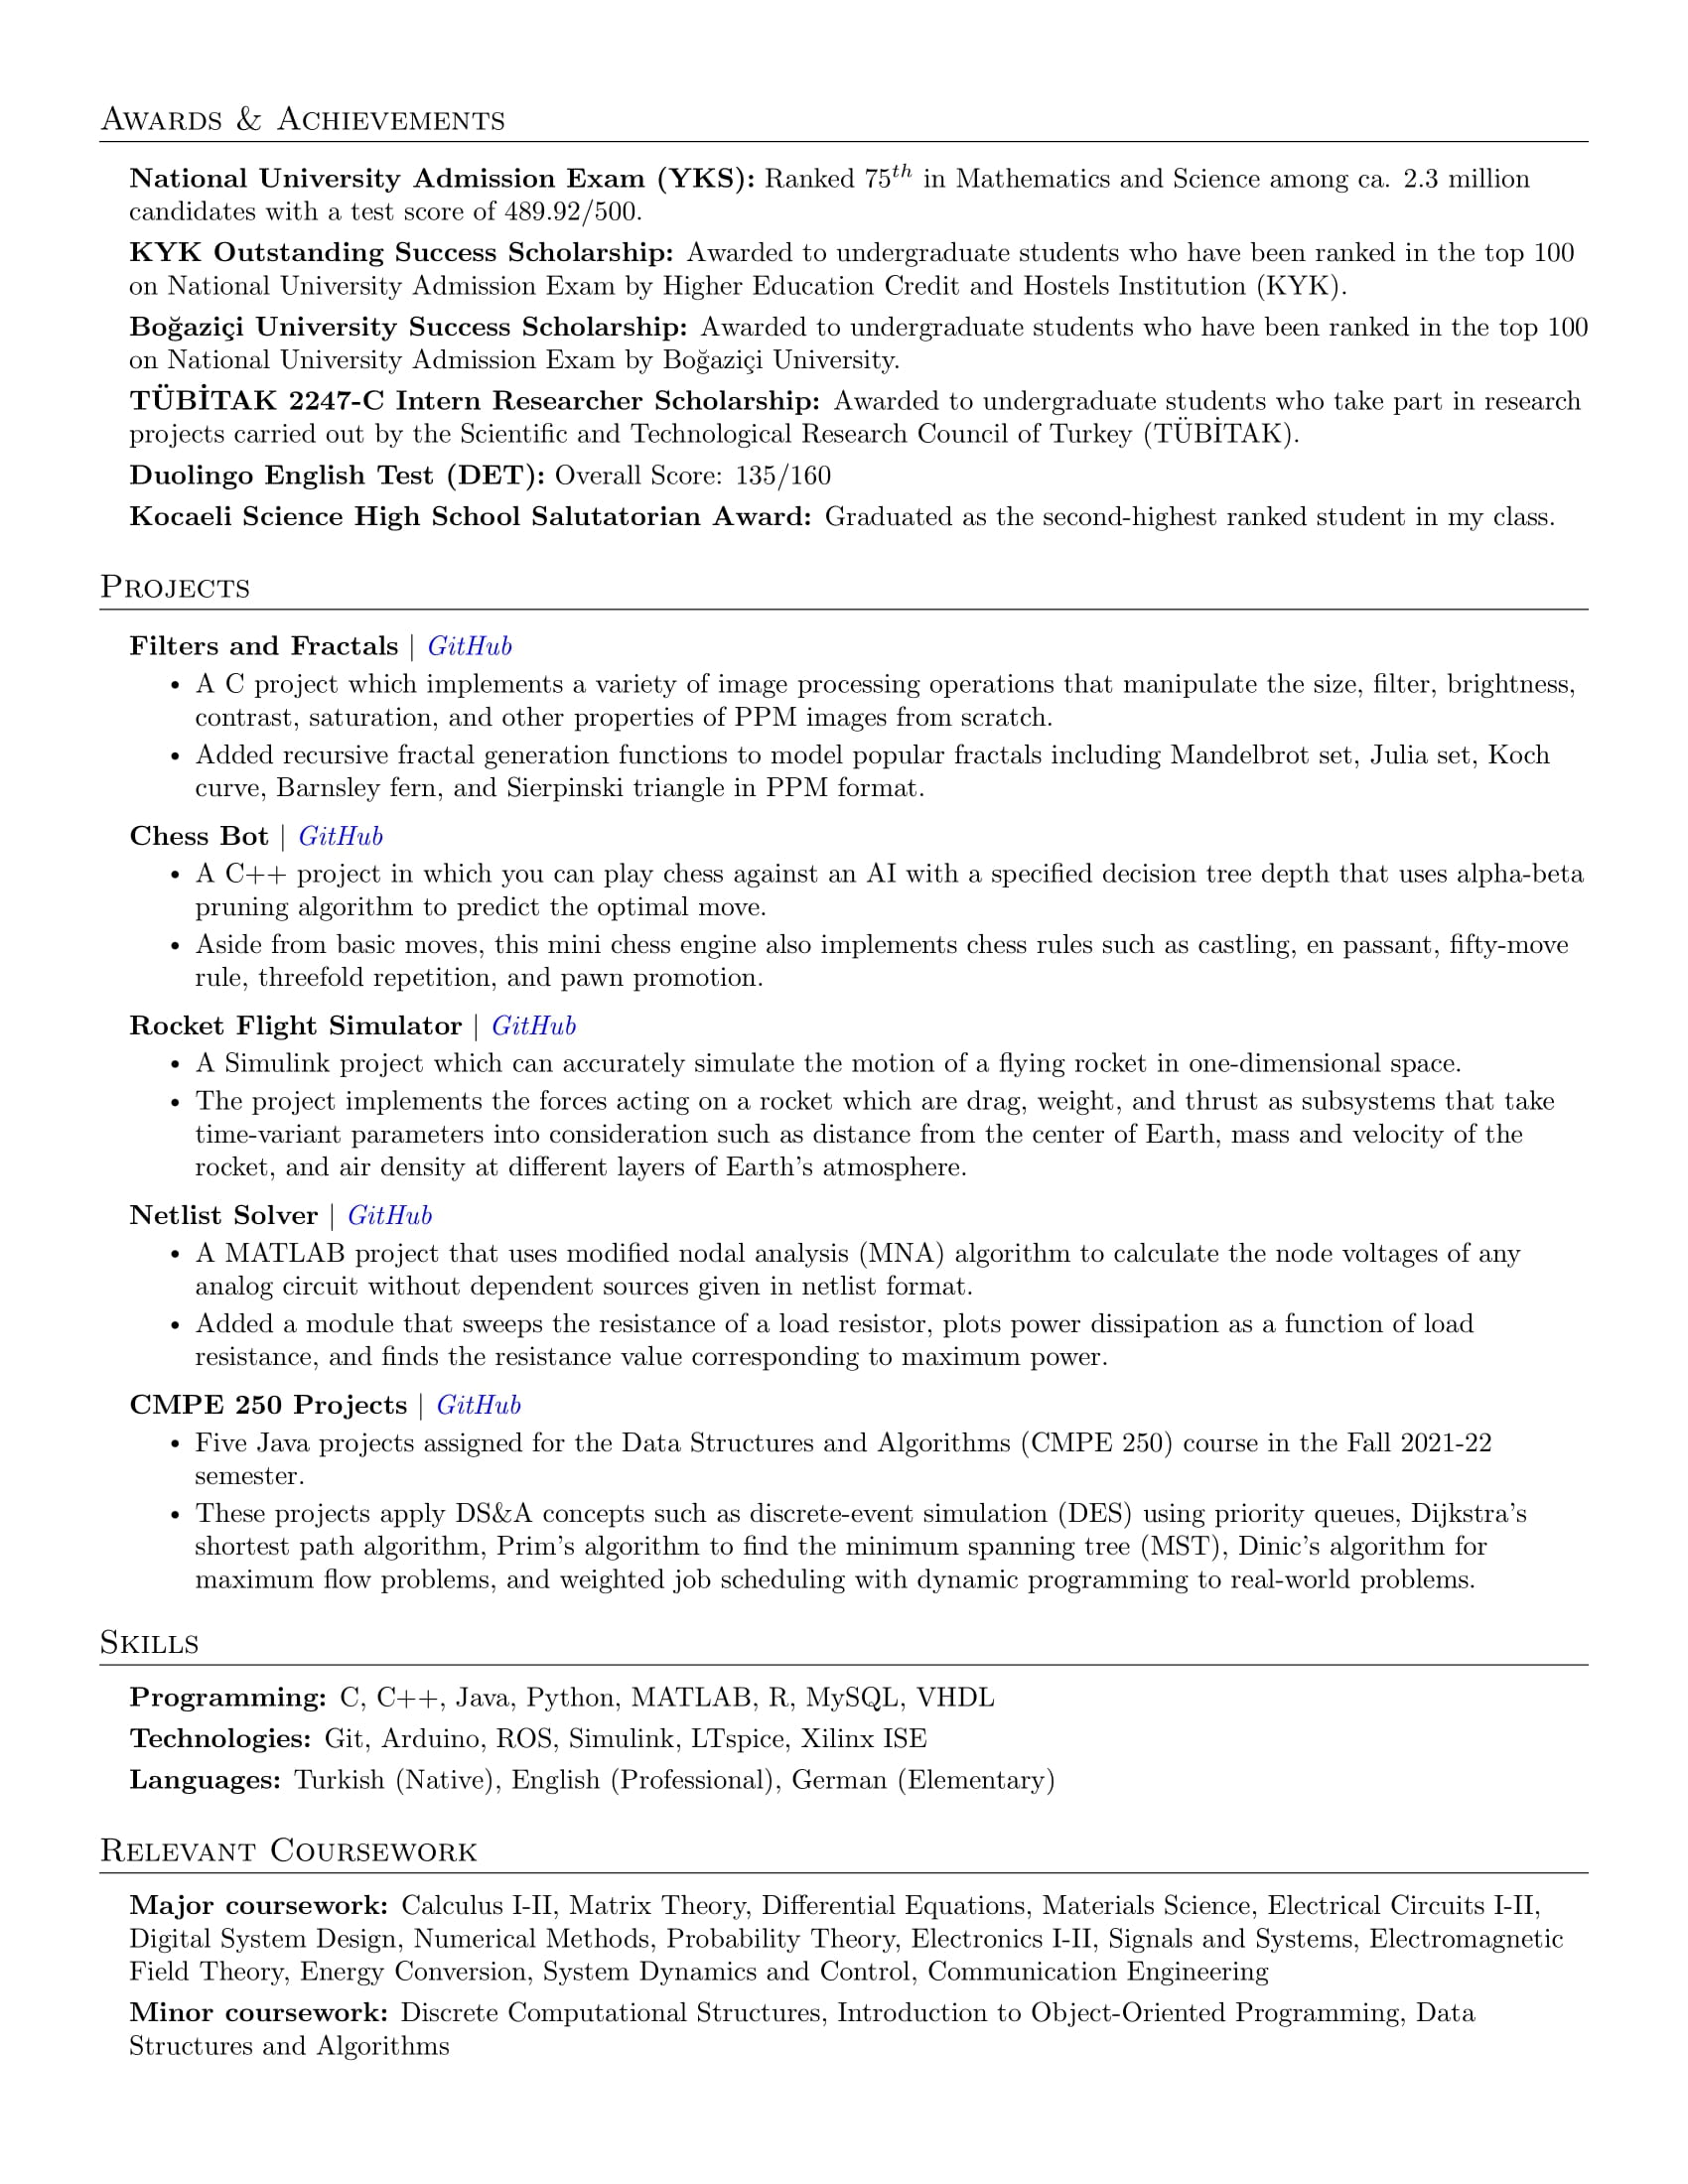 Awards & Achievements
National University Admission Exam (YKS): Ranked 75th in Mathematics and Science among ca. 2.3 million
candidates with a test score of 489.92/500.
KYK Outstanding Success Scholarship: Awarded to undergraduate students who have been ranked in the top 100
on National University Admission Exam by Higher Education Credit and Hostels Institution (KYK).
Boğaziçi University Success Scholarship: Awarded to undergraduate students who have been ranked in the top 100
on National University Admission Exam by Boğaziçi University.
TÜBİTAK 2247-C Intern Researcher Scholarship: Awarded to undergraduate students who take part in research
projects carried out by the Scientific and Technological Research Council of Turkey (TÜBİTAK).
Duolingo English Test (DET): Overall Score: 135/160
Kocaeli Science High School Salutatorian Award: Graduated as the second-highest ranked student in my class.
Projects
Filters and Fractals | GitHub
• A C project which implements a variety of image processing operations that manipulate the size, filter, brightness,
contrast, saturation, and other properties of PPM images from scratch.
• Added recursive fractal generation functions to model popular fractals including Mandelbrot set, Julia set, Koch
curve, Barnsley fern, and Sierpinski triangle in PPM format.
Chess Bot | GitHub
• A C++ project in which you can play chess against an AI with a specified decision tree depth that uses alpha-beta
pruning algorithm to predict the optimal move.
• Aside from basic moves, this mini chess engine also implements chess rules such as castling, en passant, fifty-move
rule, threefold repetition, and pawn promotion.
Rocket Flight Simulator | GitHub
• A Simulink project which can accurately simulate the motion of a flying rocket in one-dimensional space.
• The project implements the forces acting on a rocket which are drag, weight, and thrust as subsystems that take
time-variant parameters into consideration such as distance from the center of Earth, mass and velocity of the
rocket, and air density at different layers of Earth's atmosphere.
Netlist Solver | GitHub
• A MATLAB project that uses modified nodal analysis (MNA) algorithm to calculate the node voltages of any
analog circuit without dependent sources given in netlist format.
• Added a module that sweeps the resistance of a load resistor, plots power dissipation as a function of load
resistance, and finds the resistance value corresponding to maximum power.
CMPE 250 Projects | GitHub
• Five Java projects assigned for the Data Structures and Algorithms (CMPE 250) course in the Fall 2021-22
semester.
• These projects apply DS&A concepts such as discrete-event simulation (DES) using priority queues, Dijkstra's
shortest path algorithm, Prim's algorithm to find the minimum spanning tree (MST), Dinic's algorithm for
maximum flow problems, and weighted job scheduling with dynamic programming to real-world problems.
Skills
Programming: C, C++, Java, Python, MATLAB, R, MySQL, VHDL
Technologies: Git, Arduino, ROS, Simulink, LTspice, Xilinx ISE
Languages: Turkish (Native), English (Professional), German (Elementary)
Relevant Coursework
Major coursework: Calculus I-II, Matrix Theory, Differential Equations, Materials Science, Electrical Circuits I-II,
Digital System Design, Numerical Methods, Probability Theory, Electronics I-II, Signals and Systems, Electromagnetic
Field Theory, Energy Conversion, System Dynamics and Control, Communication Engineering
Minor coursework: Discrete Computational Structures, Introduction to Object-Oriented Programming, Data
Structures and Algorithms